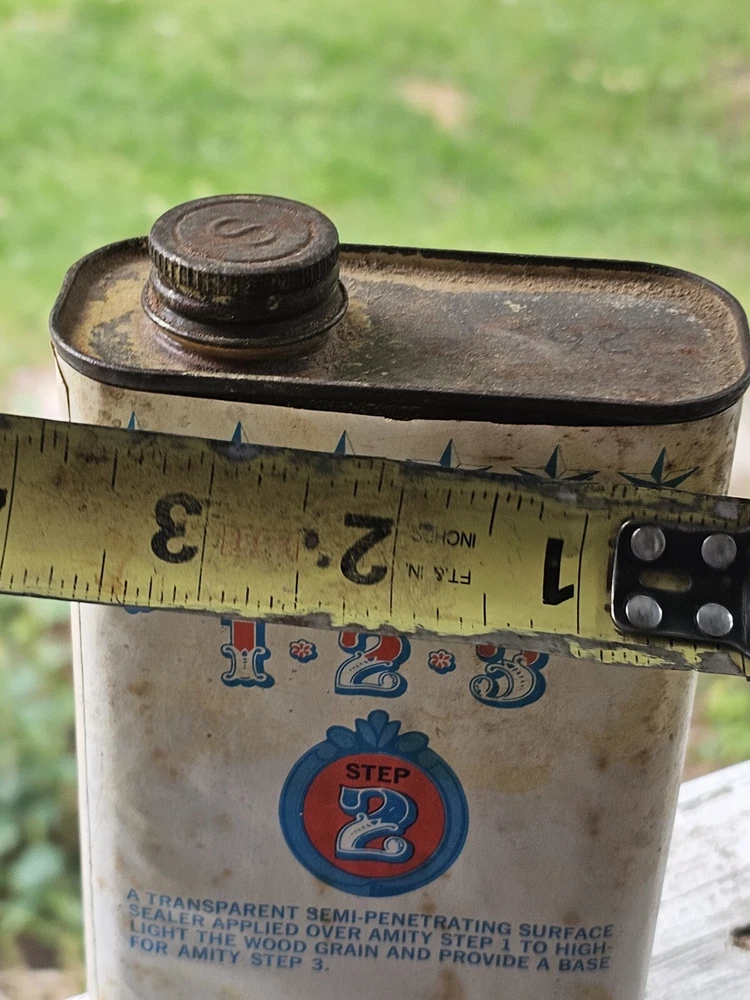 S
3 2 1
FT. & IN. INCHES
1 · 2 · 3
STEP
2
A TRANSPARENT SEMI-PENETRATING SURFACE
SEALER APPLIED OVER AMITY STEP 1 TO HIGH-
LIGHT THE WOOD GRAIN AND PROVIDE A BASE
FOR AMITY STEP 3.